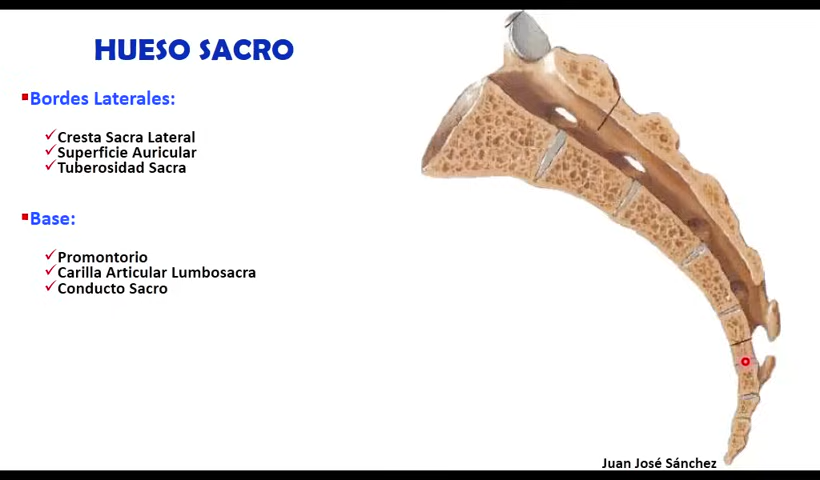 HUESO SACRO
Bordes Laterales:
Cresta Sacra Lateral
Superficie Auricular
Tuberosidad Sacra
Base:
Promontorio
Carilla Articular Lumbosacra
Conducto Sacro
Juan José Sánchez